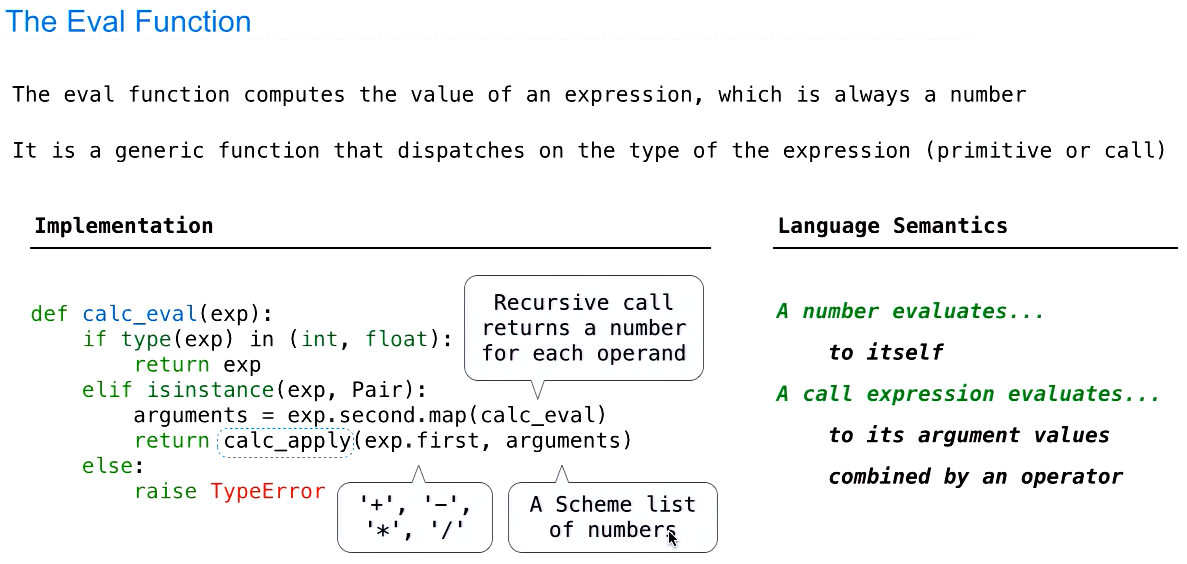 The Eval Function
The eval function computes the value of an expression, which is always a number
It is a generic function that dispatches on the type of the expression (primitive or call)
Implementation
def calc_eval(exp):
    if type(exp) in (int, float):
        return exp
    elif isinstance(exp, Pair):
        arguments = exp.second.map(calc_eval)
        return calc_apply(exp.first, arguments)
    else:
        raise TypeError
Recursive call
returns a number
for each operand
'+', '-',
'*', '/'
A Scheme list
of numbers
Language Semantics
A number evaluates...
to itself
A call expression evaluates...
to its argument values
combined by an operator